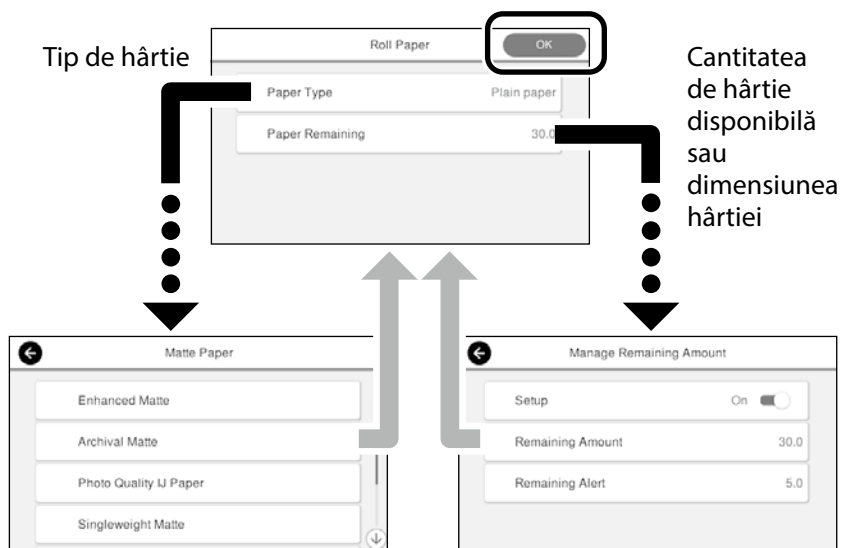 Tip de hârtie
Roll Paper
OK
Paper Type Plain paper
Paper Remaining 30.0
Cantitatea
de hârtie
disponibilă
sau
dimensiunea
hârtiei
Matte Paper
Enhanced Matte
Archival Matte
Photo Quality IJ Paper
Singleweight Matte
Manage Remaining Amount
Setup On
Remaining Amount 30.0
Remaining Alert 5.0